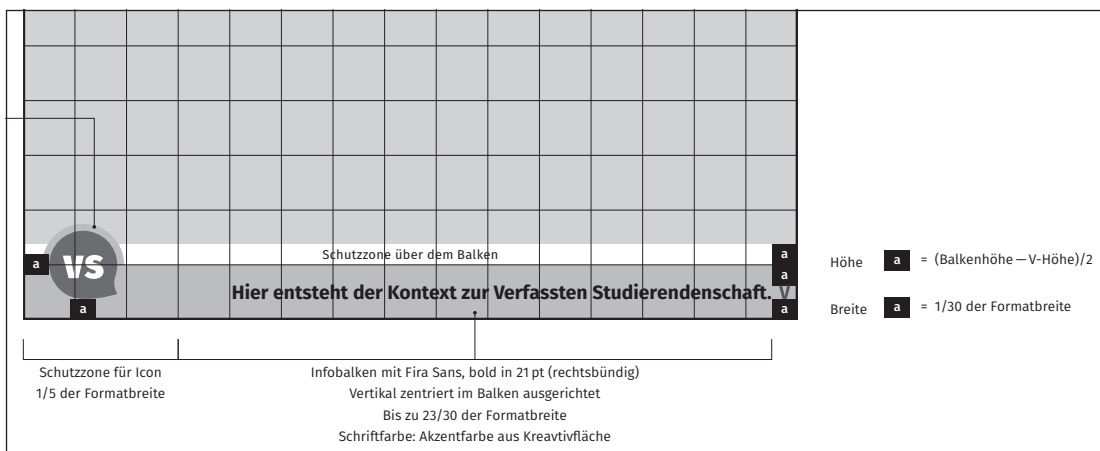 Schutzzone über dem Balken
a
VS
a
a
a
Hier entsteht der Kontext zur Verfassten Studierendenschaft. V
a
a
Höhe a = (Balkenhöhe — V-Höhe)/2
Breite a = 1/30 der Formatbreite
Schutzzone für Icon
1/5 der Formatbreite
Infobalken mit Fira Sans, bold in 21 pt (rechtsbündig)
Vertikal zentriert im Balken ausgerichtet
Bis zu 23/30 der Formatbreite
Schriftfarbe: Akzentfarbe aus Kreavtivfläche